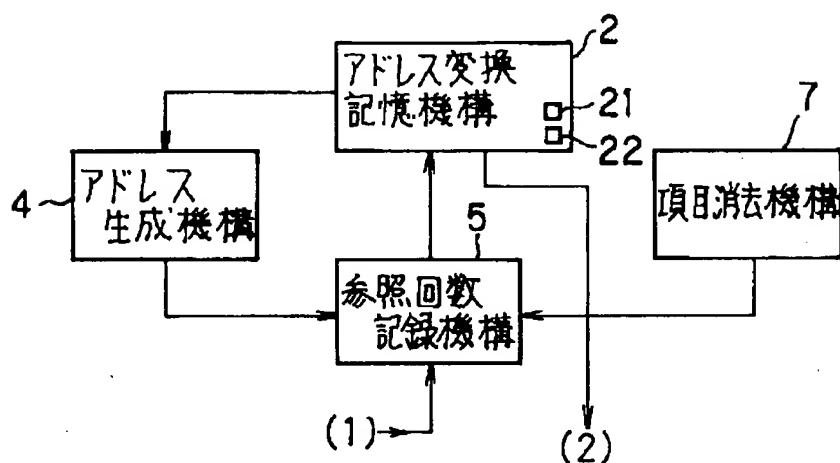 2
アドレス変換
記憶機構
21
22
7
4
アドレス
生成機構
項目消去機構
5
参照回数
記録機構
(1)
(2)